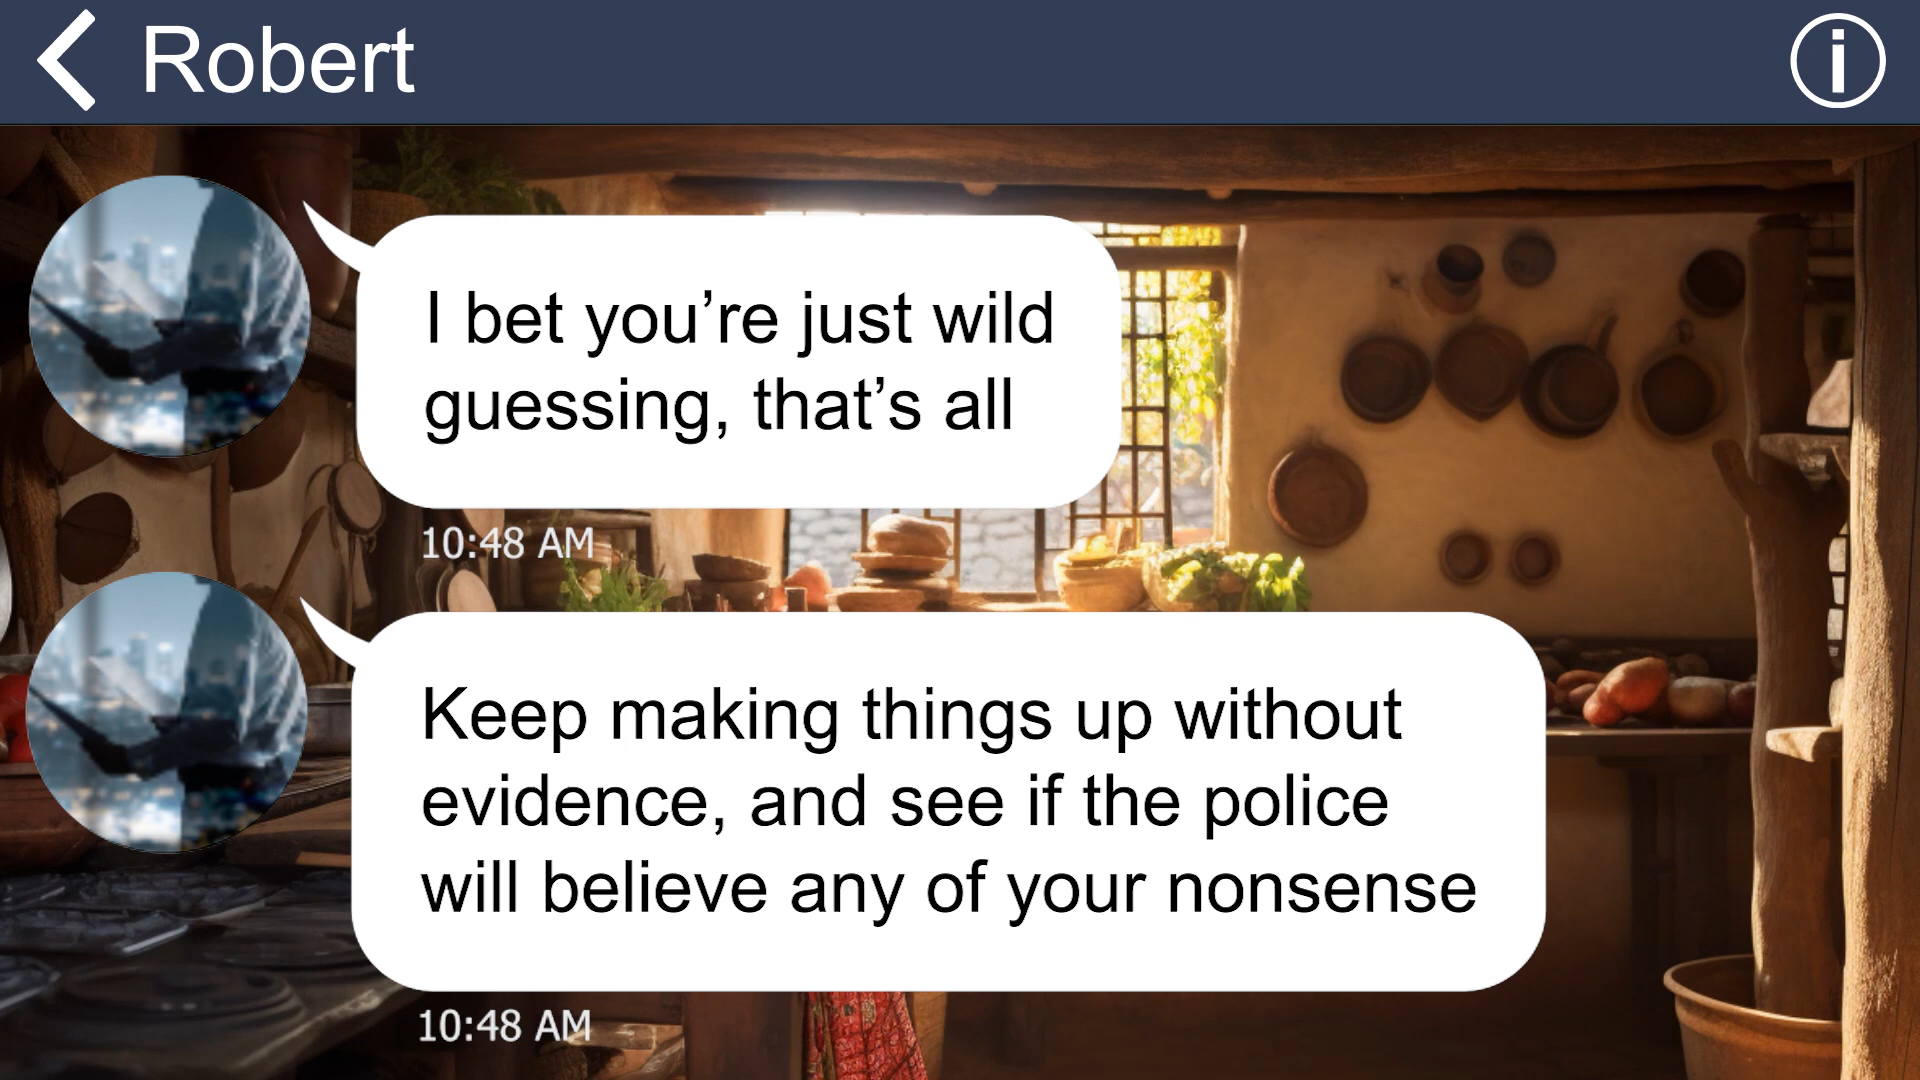 Robert
I bet you’re just wild
guessing, that’s all
10:48 AM
Keep making things up without
evidence, and see if the police
will believe any of your nonsense
10:48 AM